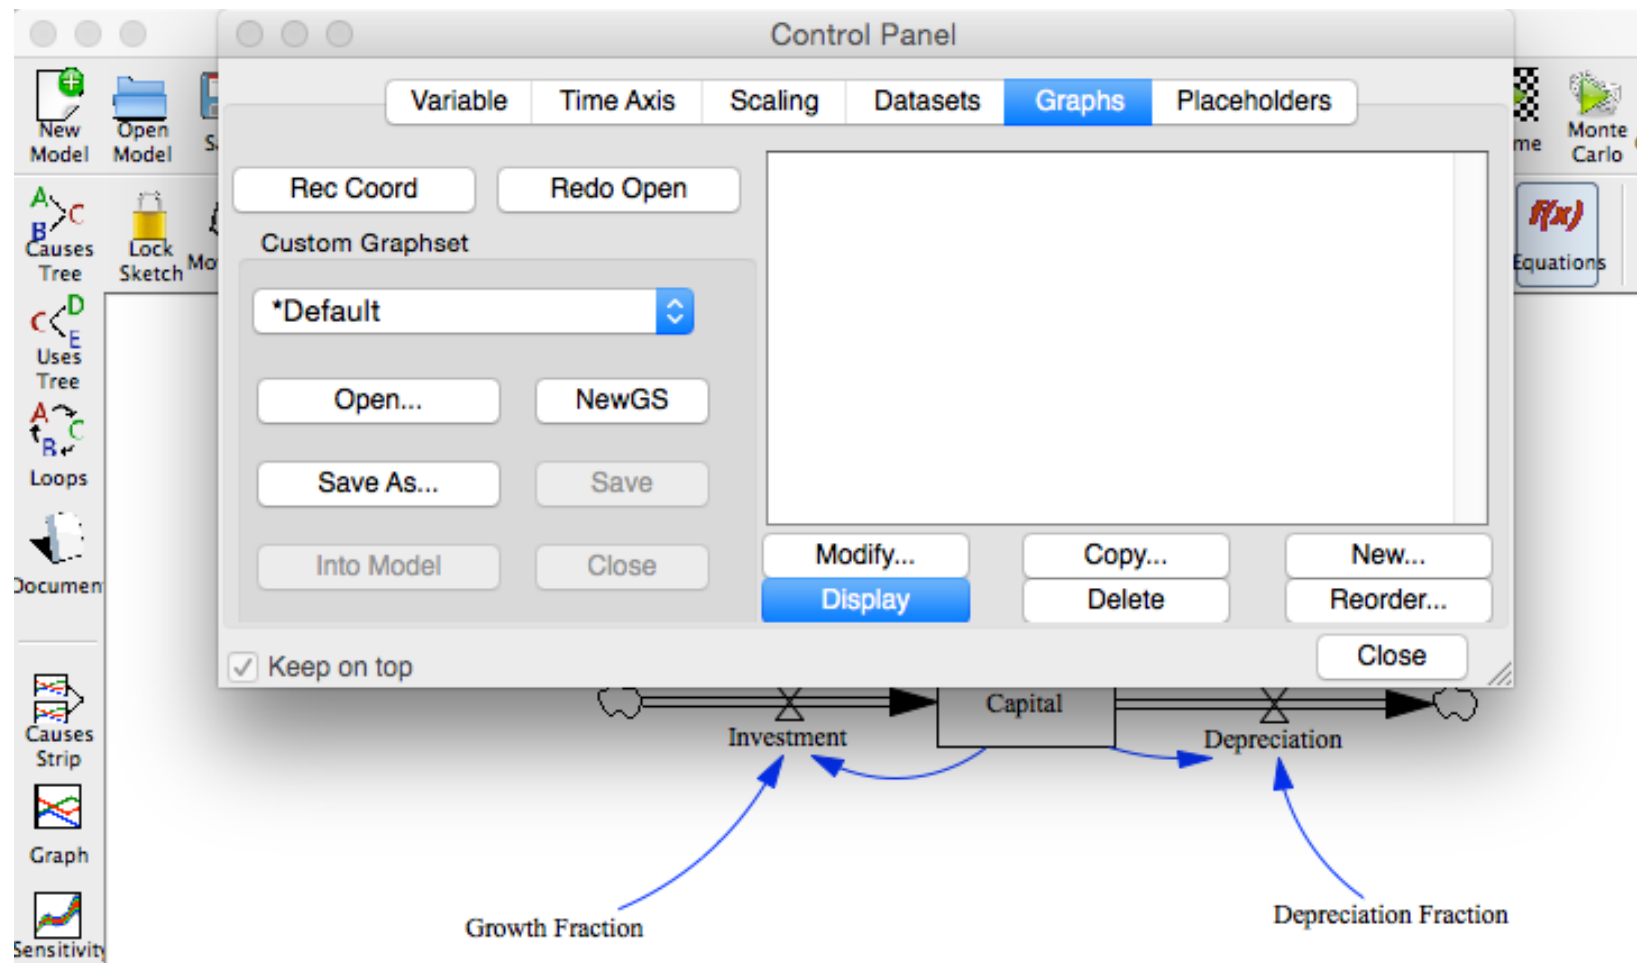 Control Panel
New
Model
Open
Model
Variable
Time Axis
Scaling
Datasets
Graphs
Placeholders
Monte
Carlo
Rec Coord
Redo Open
Custom Graphset
*Default
Open...
NewGS
Save As...
Save
Into Model
Close
Modify...
Copy...
New...
Display
Delete
Reorder...
Keep on top
Close
A
B
C
Causes
Tree
Lock
Sketch
f(x)
Equations
C
D
E
Uses
Tree
A
B
C
Loops
Documen
Causes
Strip
Graph
Sensitivity
Capital
Investment
Depreciation
Growth Fraction
Depreciation Fraction